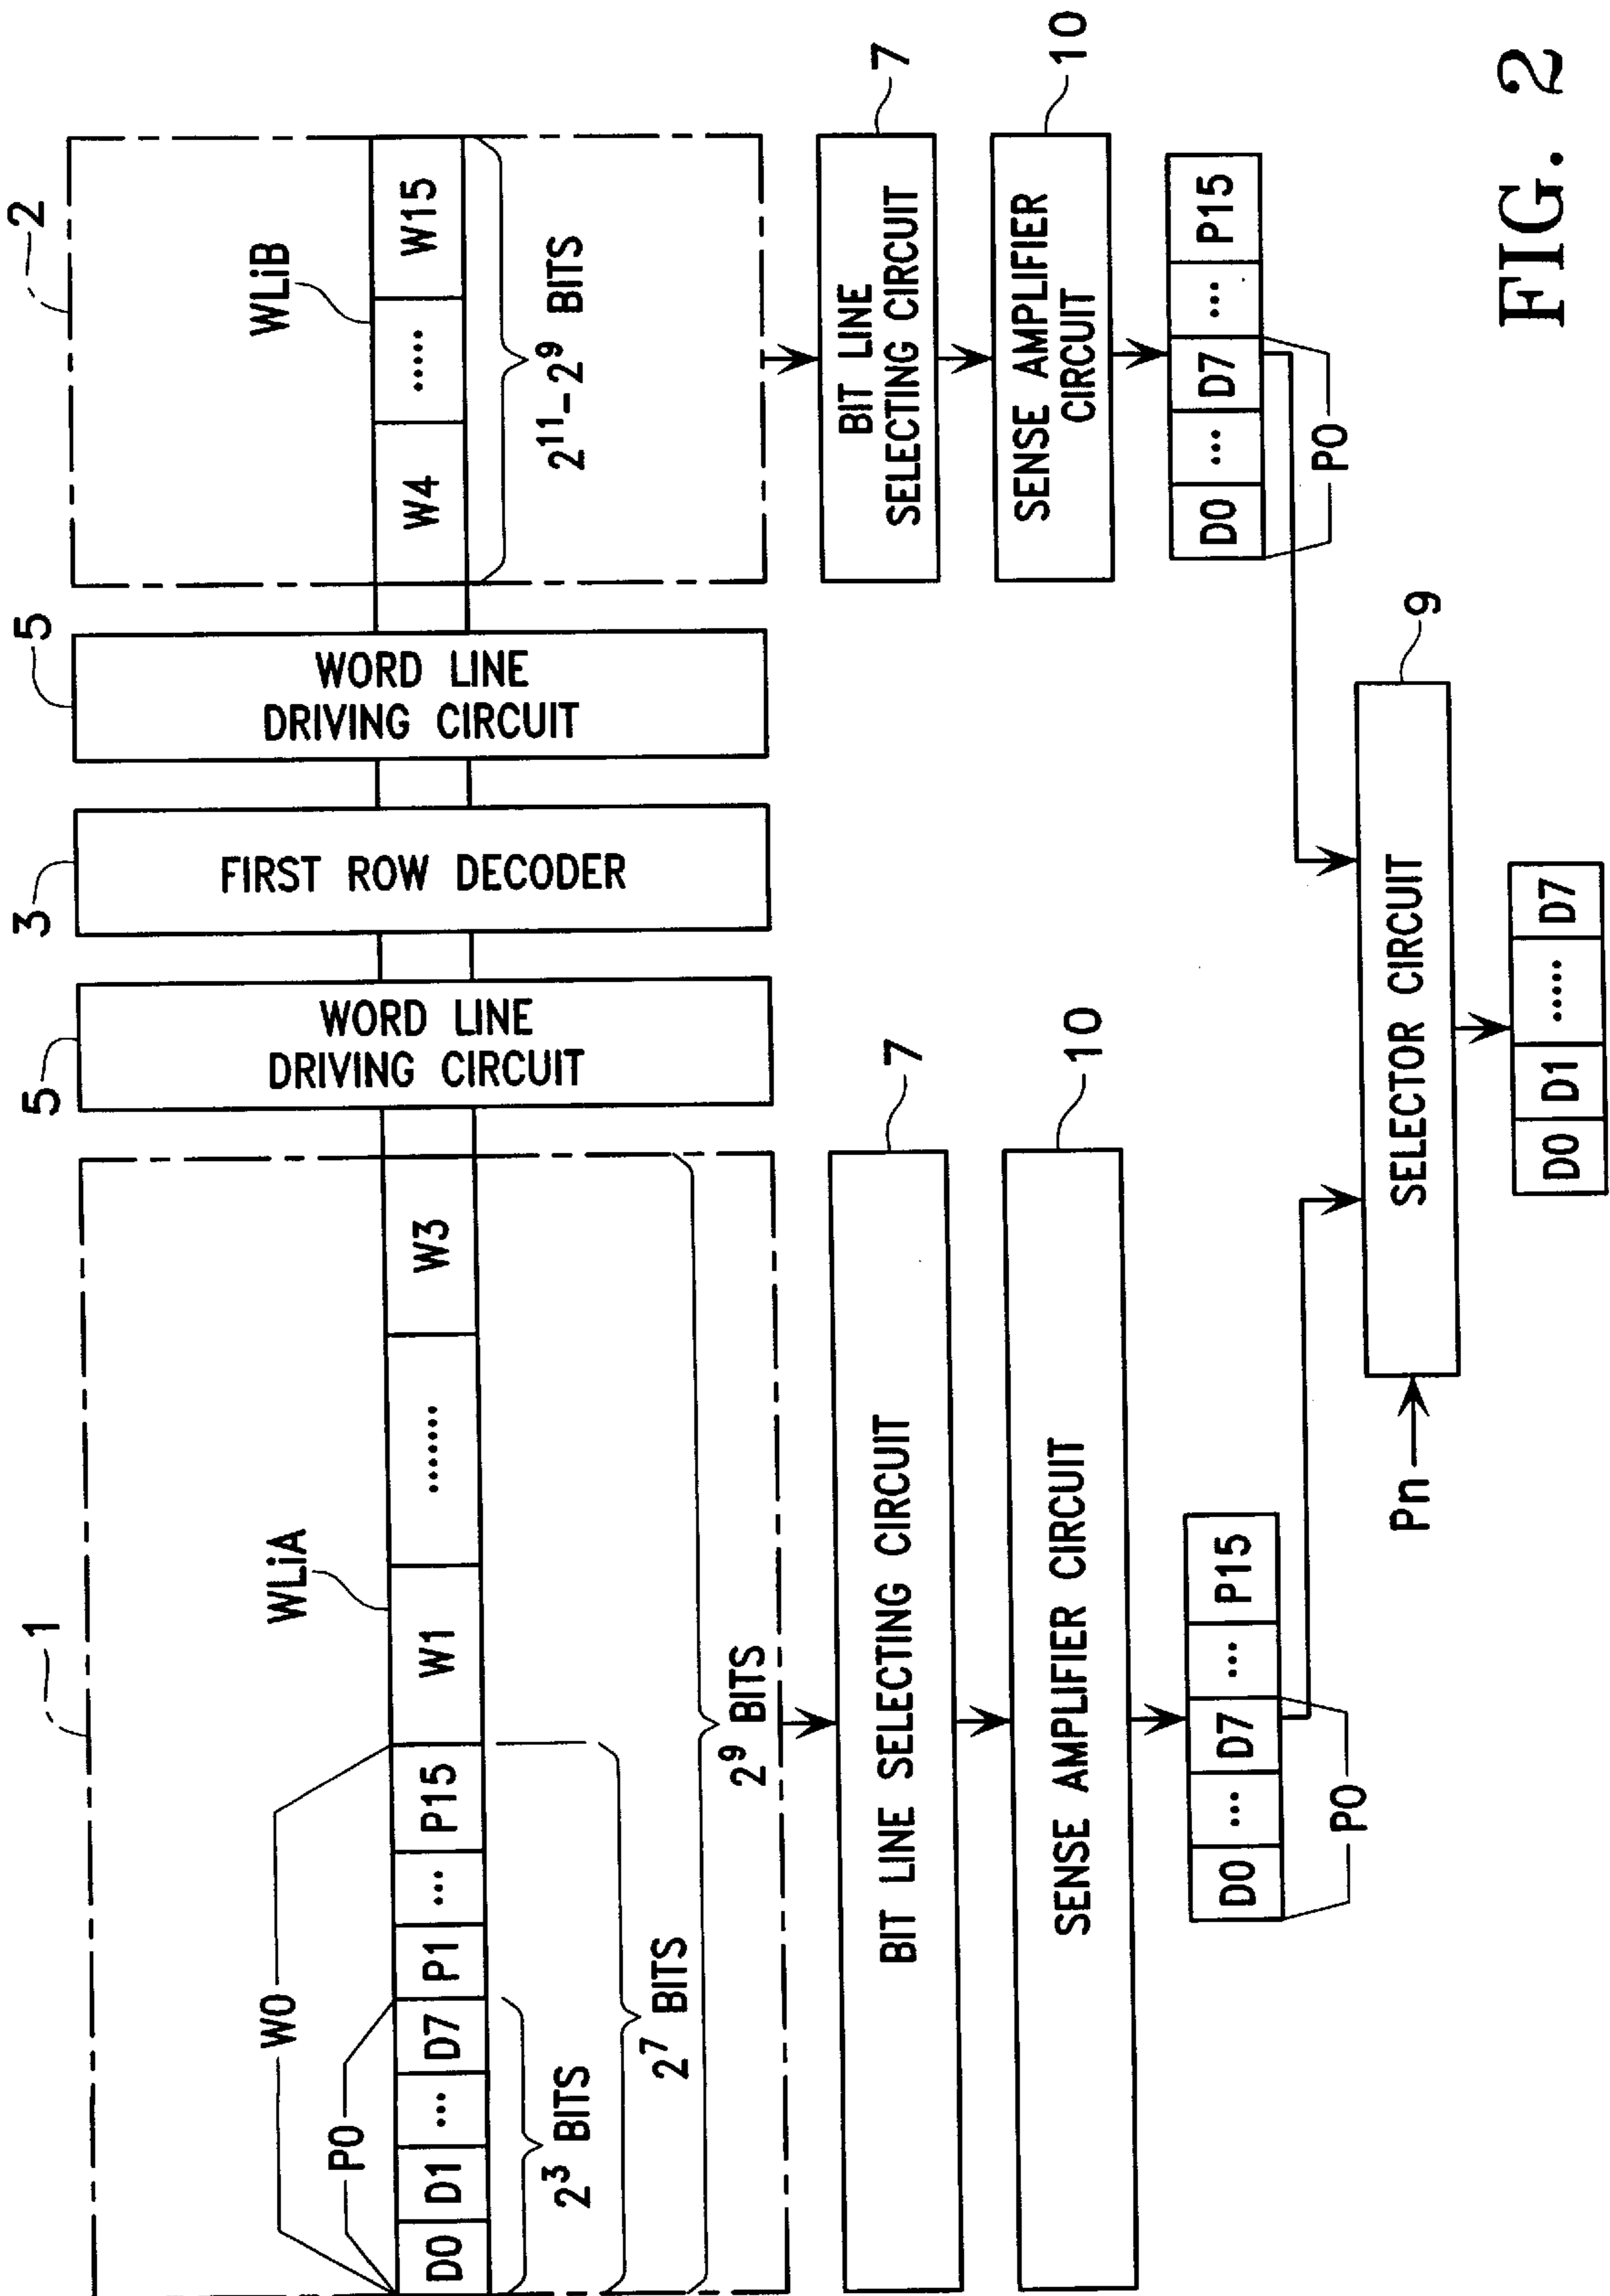 1
5
3
5
2
WLiA
WLiB
W0
P0
D0 D1 ... D7 P1 ... P15 W1 ....... W3
W4 ..... W15
WORD LINE
DRIVING CIRCUIT
FIRST ROW DECODER
WORD LINE
DRIVING CIRCUIT
2^3 BITS
2^7 BITS
2^9 BITS
2^11-2^9 BITS
BIT LINE SELECTING CIRCUIT
7
BIT LINE
SELECTING CIRCUIT
7
SENSE AMPLIFIER CIRCUIT
10
SENSE AMPLIFIER
CIRCUIT
10
D0 ... D7 ... P15
P0
D0 ... D7 ... P15
P0
Pn
SELECTOR CIRCUIT
9
D0 D1 ..... D7
FIG. 2